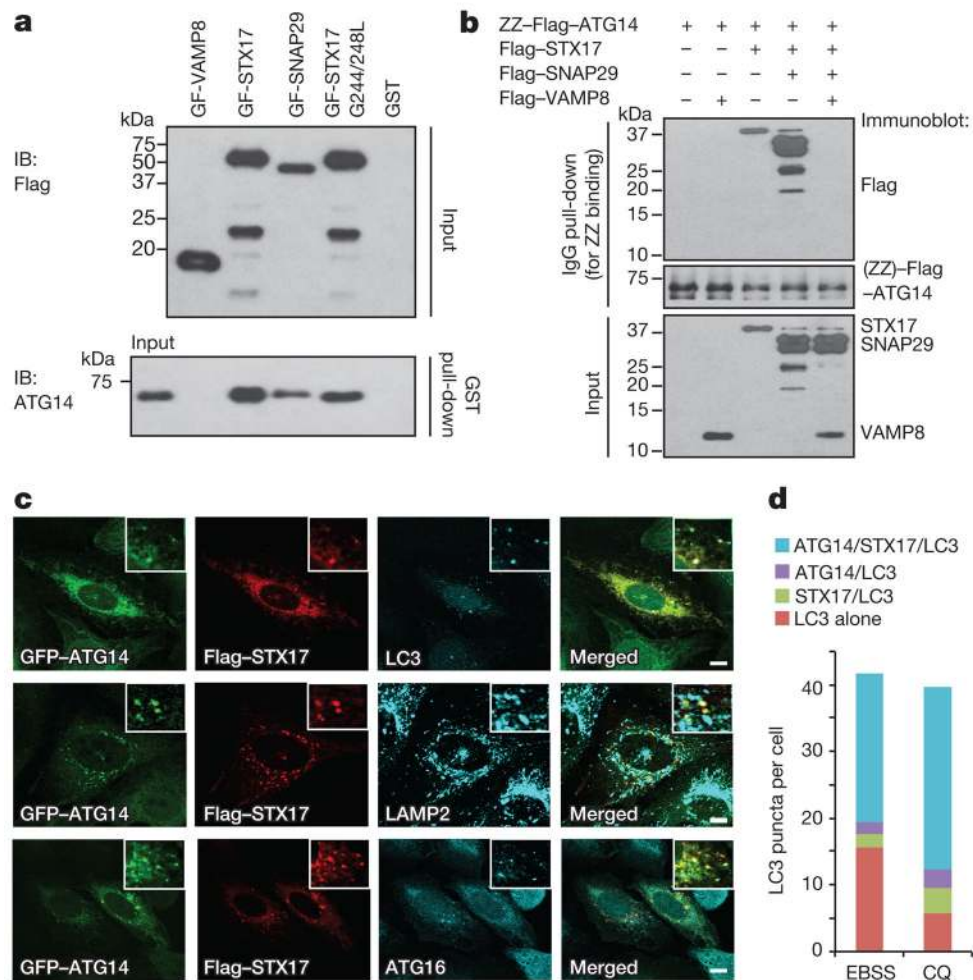 a
GF-VAMP8
GF-STX17
GF-SNAP29
GF-STX17
G244/248L
GST
kDa
75
50
37
25
20
IB:
Flag
Input
Input
kDa
75
IB:
ATG14
GST
pull-down
b
ZZ–Flag–ATG14 + + + + +
Flag–STX17 – – + + +
Flag–SNAP29 – – – + +
Flag–VAMP8 – + – – +
kDa
Immunoblot:
37
25
20
15
10
Flag
IgG pull-down
(for ZZ binding)
75
(ZZ)–Flag
–ATG14
37
25
20
15
10
STX17
SNAP29
VAMP8
Input
c
GFP–ATG14 Flag–STX17 LC3 Merged
GFP–ATG14 Flag–STX17 LAMP2 Merged
GFP–ATG14 Flag–STX17 ATG16 Merged
d
ATG14/STX17/LC3
ATG14/LC3
STX17/LC3
LC3 alone
LC3 puncta per cell
40
30
20
10
0
EBSS CQ